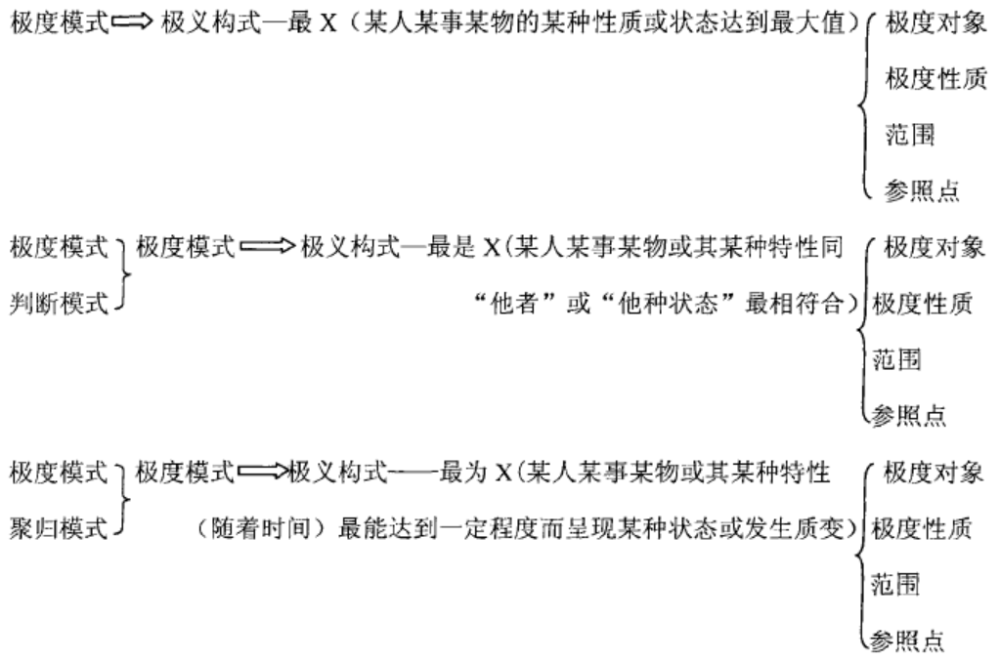 极度模式⇒极义构式—最 X（某人某事某物的某种性质或状态达到最大值） 极度对象
极度性质
范围
参照点
极度模式 极度模式⇒极义构式—最是 X(某人某事某物或其某种特性同 极度对象
判断模式 “他者”或“他种状态”最相符合) 极度性质
范围
参照点
极度模式 极度模式⇒极义构式——最为 X(某人某事某物或其某种特性 极度对象
聚归模式 （随着时间）最能达到一定程度而呈现某种状态或发生质变) 极度性质
范围
参照点